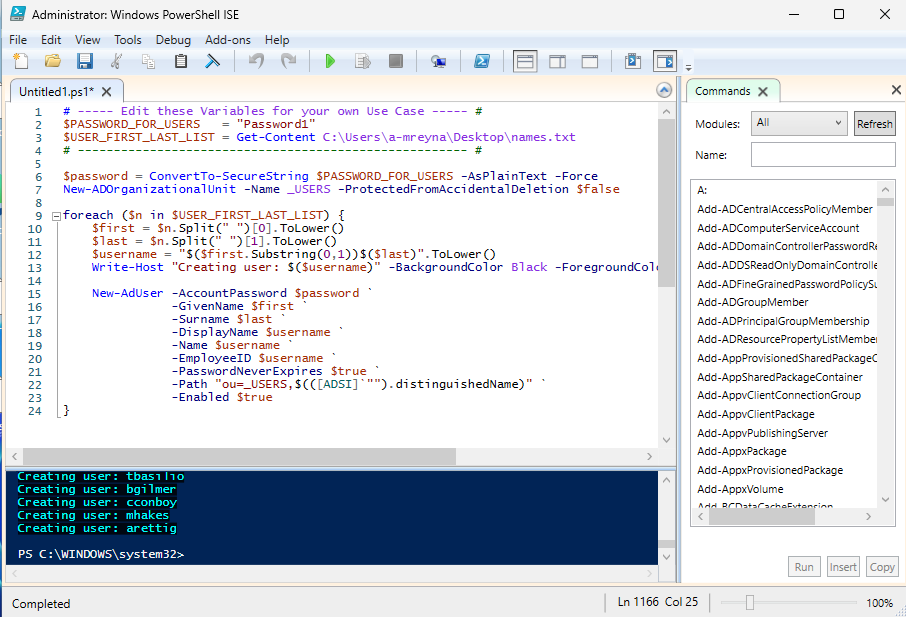 Administrator: Windows PowerShell ISE
File Edit View Tools Debug Add-ons Help
Untitled1.ps1*
1 # ----- Edit these Variables for your own Use Case ----- #
2 $PASSWORD_FOR_USERS   = "Password1"
3 $USER_FIRST_LAST_LIST = Get-Content C:\Users\a-mreyna\Desktop\names.txt
4 # ------------------------------------------------------ #
5
6 $password = ConvertTo-SecureString $PASSWORD_FOR_USERS -AsPlainText -Force
7 New-ADOrganizationalUnit -Name _USERS -ProtectedFromAccidentalDeletion $false
8
9 foreach ($n in $USER_FIRST_LAST_LIST) {
10     $first = $n.Split(" ")[0].ToLower()
11     $last = $n.Split(" ")[1].ToLower()
12     $username = "$($first.Substring(0,1))$($last)".ToLower()
13     Write-Host "Creating user: $($username)" -BackgroundColor Black -ForegroundColo
14
15     New-AdUser -AccountPassword $password `
16                -GivenName $first `
17                -Surname $last `
18                -DisplayName $username `
19                -Name $username `
20                -EmployeeID $username `
21                -PasswordNeverExpires $true `
22                -Path "ou=_USERS,$(([ADSI]`"").distinguishedName)" `
23                -Enabled $true
24 }
Creating user: tbasilio
Creating user: bgilmer
Creating user: cconboy
Creating user: mhakes
Creating user: arettig
PS C:\WINDOWS\system32>
Commands
Modules: All Refresh
Name:
A:
Add-ADCentralAccessPolicyMember
Add-ADComputerServiceAccount
Add-ADDomainControllerPasswordRe
Add-ADDSReadOnlyDomainControlle
Add-ADFineGrainedPasswordPolicySu
Add-ADGroupMember
Add-ADPrincipalGroupMembership
Add-ADResourcePropertyListMember
Add-AppProvisionedSharedPackageC
Add-AppSharedPackageContainer
Add-AppvClientConnectionGroup
Add-AppvClientPackage
Add-AppvPublishingServer
Add-AppxPackage
Add-AppxProvisionedPackage
Add-AppxVolume
Add-BCDataCacheExtension
Run Insert Copy
Completed
Ln 1166 Col 25
100%